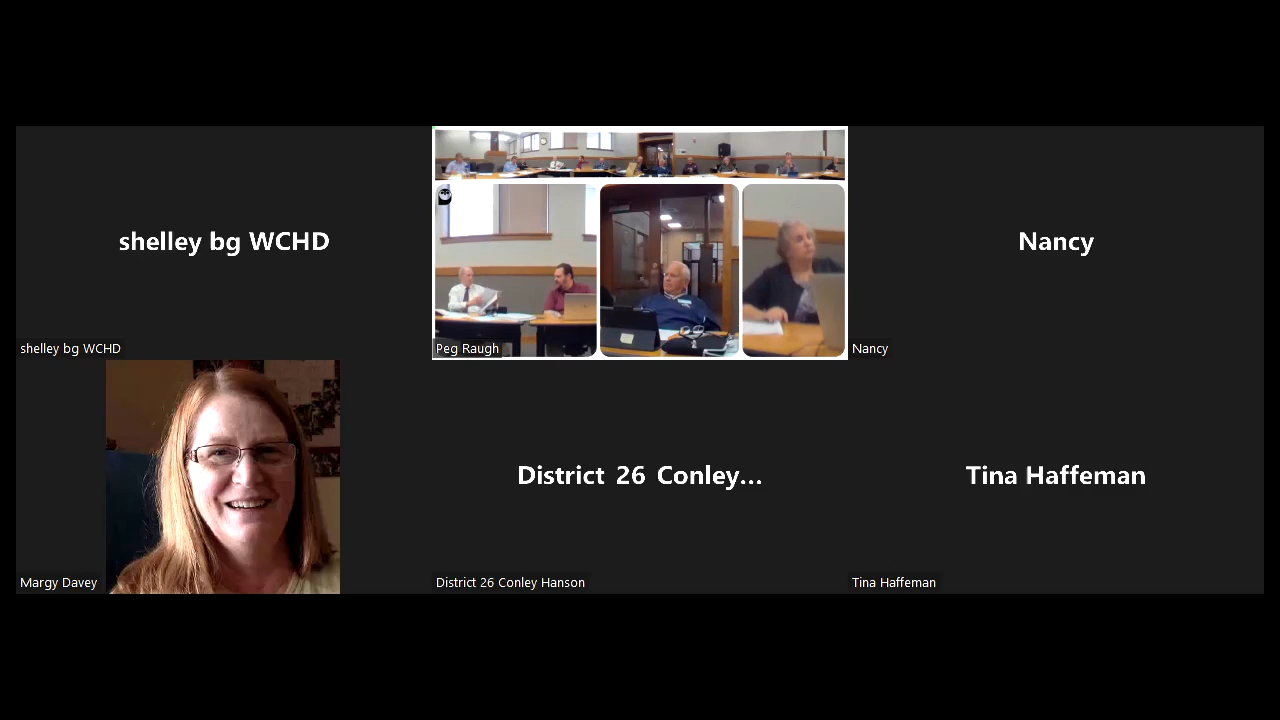 shelley bg WCHD
Nancy
shelley bg WCHD
Peg Raugh
Nancy
District 26 Conley...
Tina Haffeman
Margy Davey
District 26 Conley Hanson
Tina Haffeman